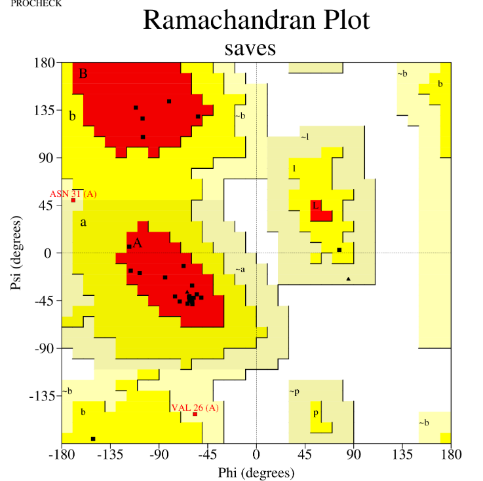 PROCHECK
Ramachandran Plot
saves
180
B
~b
b
135
b
~b
~l
90
l
ASN 31 (A)
45
L
a
A
0
~a
-45
-90
-135
~b
~p
VAL 26 (A)
b
p
~b
-180 -135 -90 -45 0 45 90 135 180
Phi (degrees)
Psi (degrees)